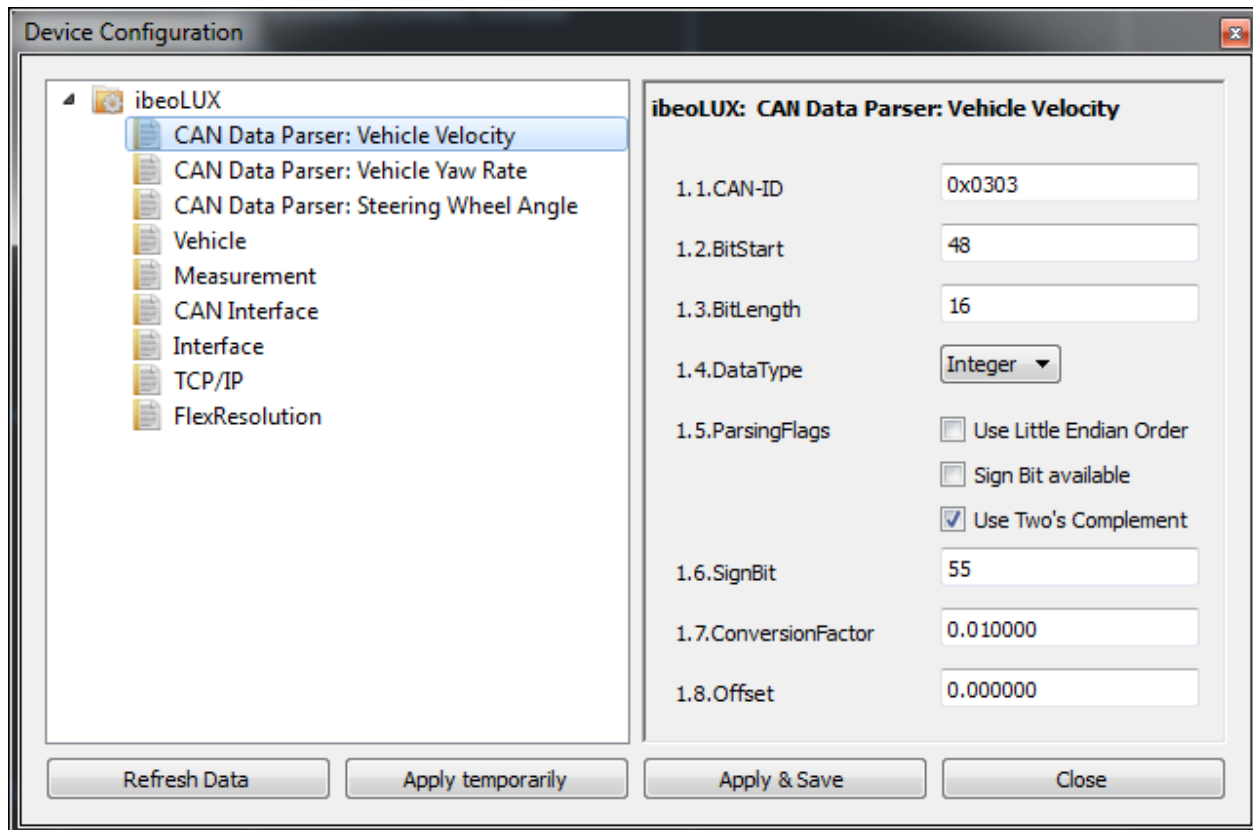 Device Configuration
ibeoLUX
CAN Data Parser: Vehicle Velocity
CAN Data Parser: Vehicle Yaw Rate
CAN Data Parser: Steering Wheel Angle
Vehicle
Measurement
CAN Interface
Interface
TCP/IP
FlexResolution
ibeoLUX: CAN Data Parser: Vehicle Velocity
1.1.CAN-ID 0x0303
1.2.BitStart 48
1.3.BitLength 16
1.4.DataType Integer
1.5.ParsingFlags Use Little Endian Order
Sign Bit available
Use Two's Complement
1.6.SignBit 55
1.7.ConversionFactor 0.010000
1.8.Offset 0.000000
Refresh Data Apply temporarily Apply & Save Close